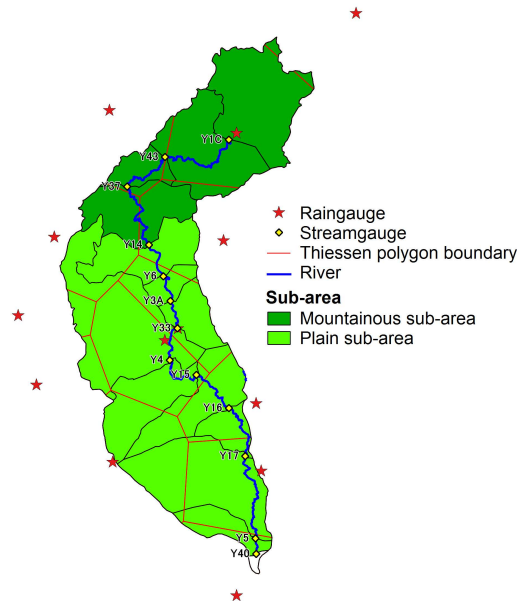 Y1C
Y43
Y37
Y14
Y6
Y3A
Y33
Y4
Y15
Y16
Y17
Y5
Y40
Raingauge
Streamgauge
Thiessen polygon boundary
River
Sub-area
Mountainous sub-area
Plain sub-area